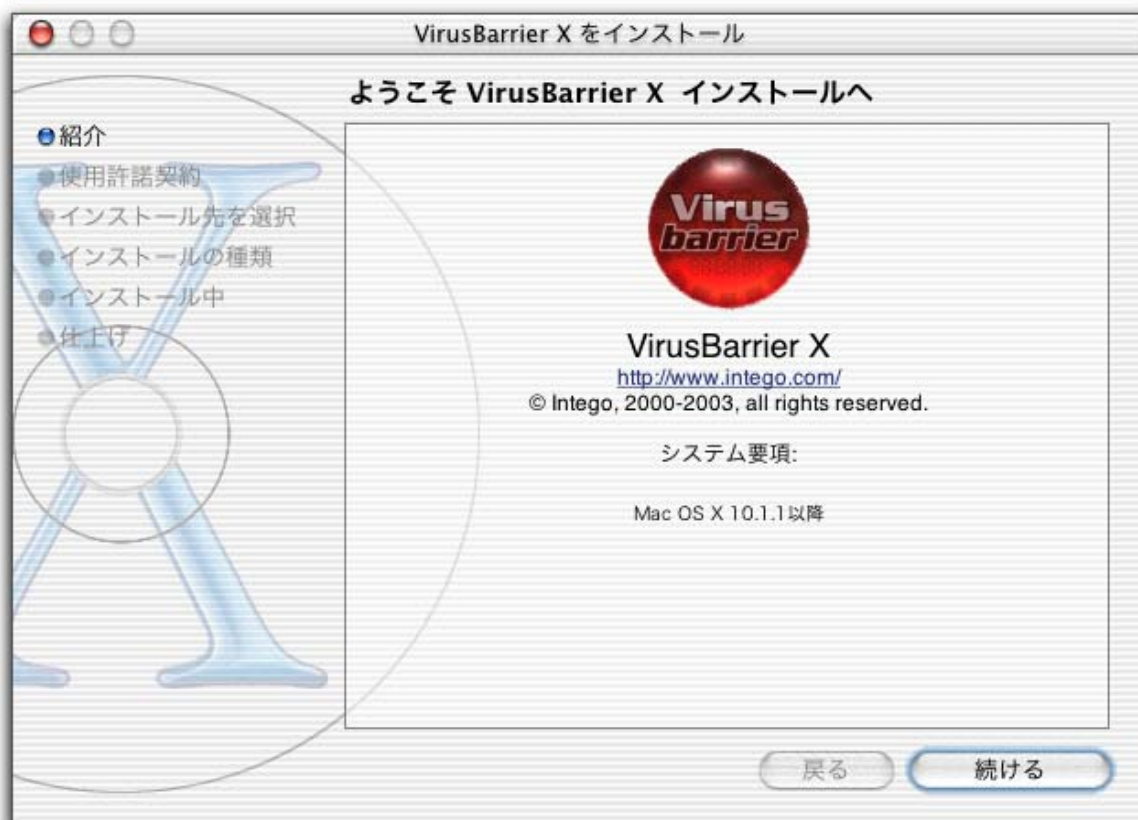 VirusBarrier X をインストール
ようこそ VirusBarrier X インストールへ
紹介
使用許諾契約
インストール先を選択
インストールの種類
インストール中
仕上げ
Virus
barrier
VirusBarrier X
http://www.intego.com/
© Intego, 2000-2003, all rights reserved.
システム要項:
Mac OS X 10.1.1以降
戻る
続ける